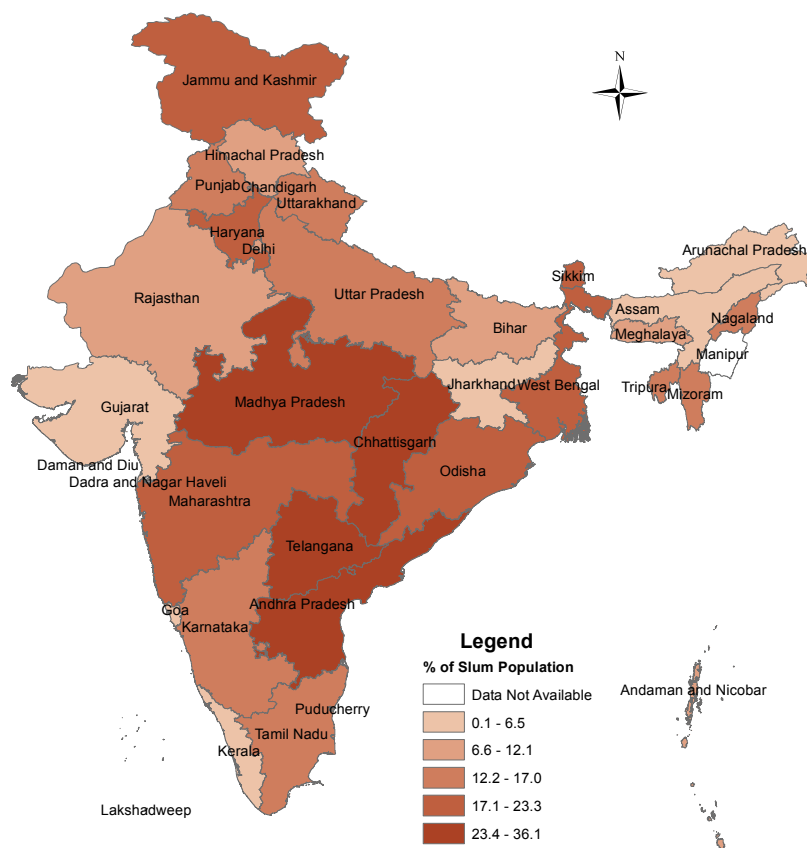 N
Jammu and Kashmir
Himachal Pradesh
Punjab
Chandigarh
Uttarakhand
Haryana
Delhi
Arunachal Pradesh
Sikkim
Rajasthan
Uttar Pradesh
Assam
Nagaland
Bihar
Meghalaya
Manipur
Gujarat
Madhya Pradesh
Jharkhand
West Bengal
Tripura
Mizoram
Chhattisgarh
Daman and Diu
Dadra and Nagar Haveli
Odisha
Maharashtra
Telangana
Goa
Andhra Pradesh
Karnataka
Puducherry
Tamil Nadu
Kerala
Lakshadweep
Andaman and Nicobar
Legend
% of Slum Population
Data Not Available
0.1 - 6.5
6.6 - 12.1
12.2 - 17.0
17.1 - 23.3
23.4 - 36.1